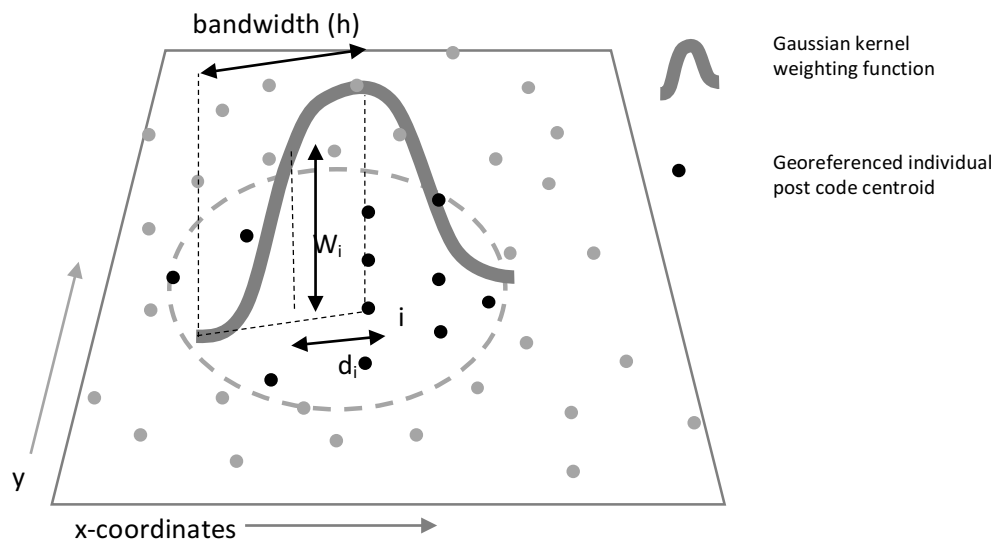 bandwidth (h)
Gaussian kernel
weighting function
Georeferenced individual
post code centroid
Wi
i
di
y
x-coordinates